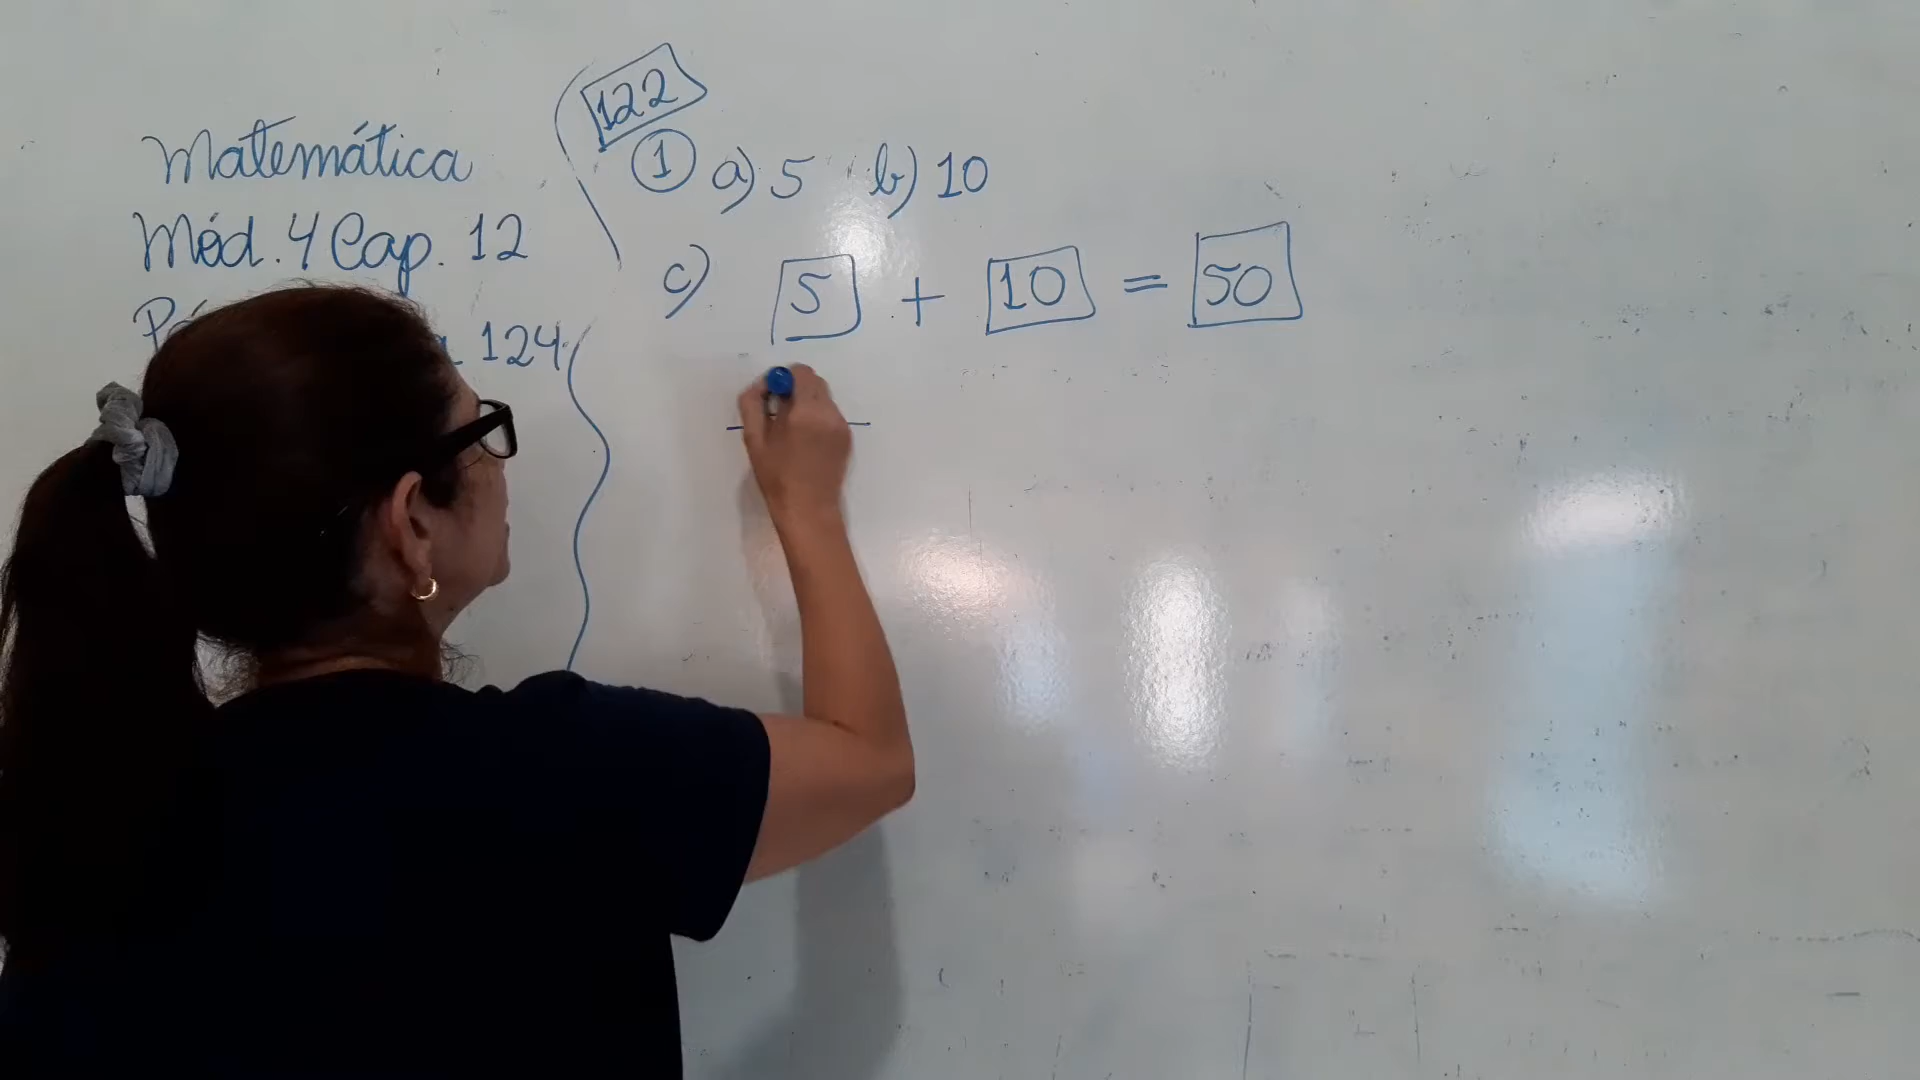 Matemática
Mód. 4 Cap. 12
124
122
1 a) 5 b) 10
c) 5 + 10 = 50